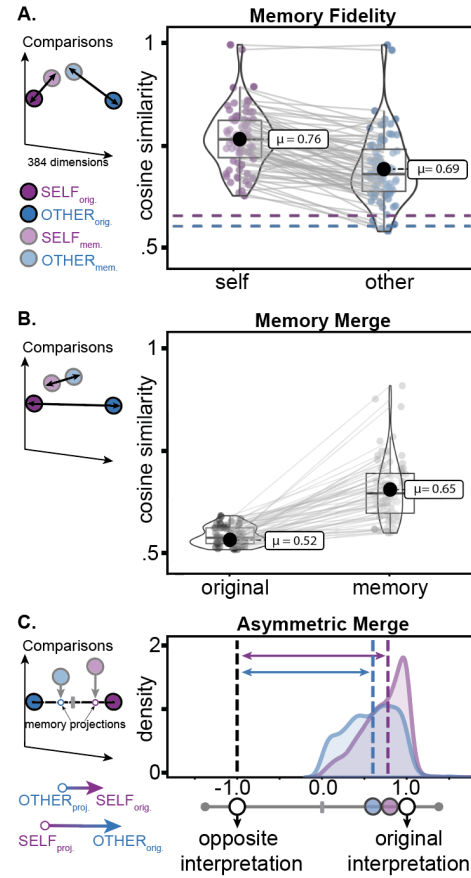 A.
Memory Fidelity
Comparisons
384 dimensions
SELForig.
OTHERorig.
SELFmem.
OTHERmem.
cosine similarity
1
.5
μ = 0.76
μ= 0.69
self
other
B.
Memory Merge
Comparisons
cosine similarity
1
.5
μ = 0.52
μ= 0.65
original
memory
C.
Asymmetric Merge
Comparisons
memory projections
OTHERproj. SELForig.
SELFproj. OTHERorig.
density
2
1
0
-1.0
0.0
1.0
opposite
interpretation
original
interpretation